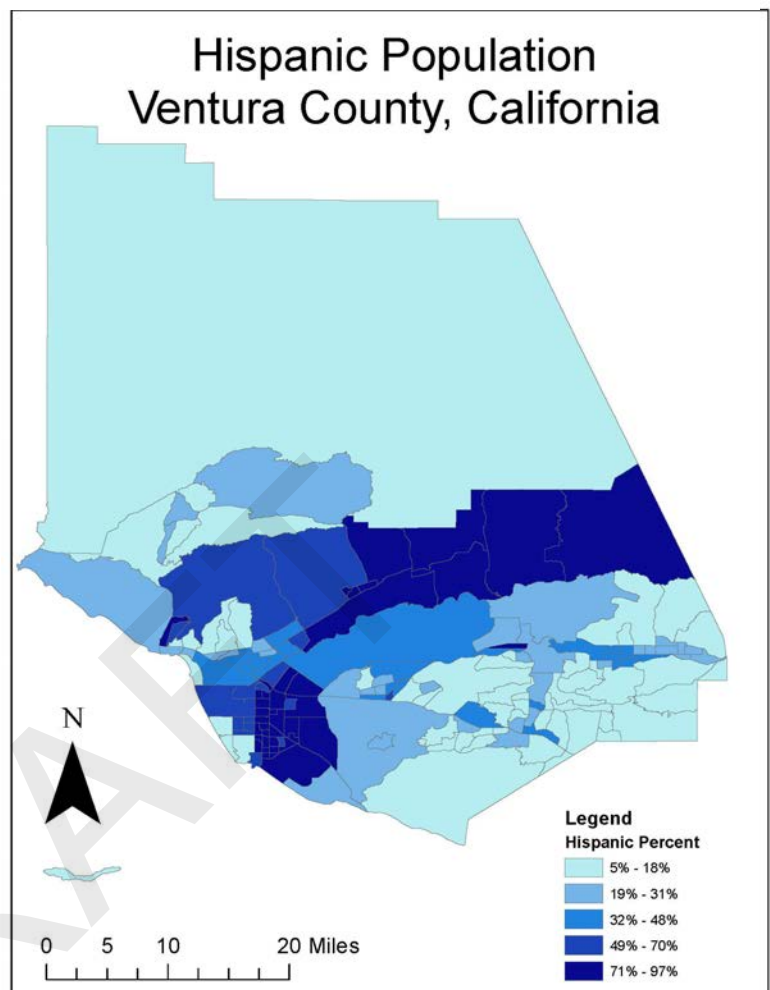 Hispanic Population
Ventura County, California
N
Legend
Hispanic Percent
5% - 18%
19% - 31%
32% - 48%
49% - 70%
71% - 97%
0 5 10 20 Miles